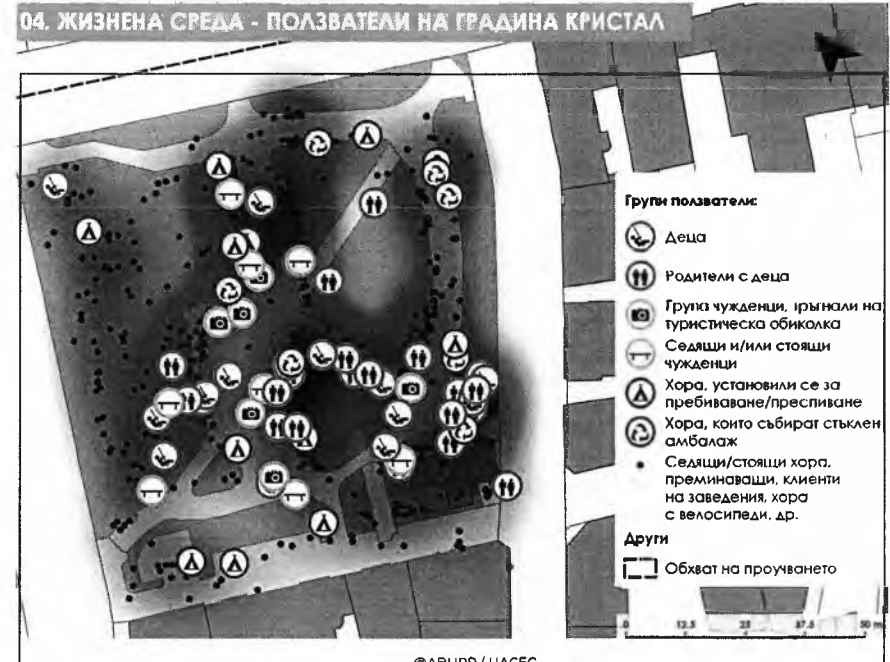 04. ЖИЗНЕНА СРЕДА - ПОЛЗВАТЕЛИ НА ГРАДИНА КРИСТАЛ
Групи ползватели:
Деца
Родители с деца
Група чужденци, тръгнали на
туристическа обиколка
Седящи и/или стоящи
чужденци
Хора, установили се за
пребиваване/преспиване
Хора, които събират стъклен
амбалаж
Седящи/стоящи хора,
преминаващи, клиенти
на заведения, хора
с велосипеди, др.
Други
Обхват на проучването
0 12.5 25 37.5 50 m